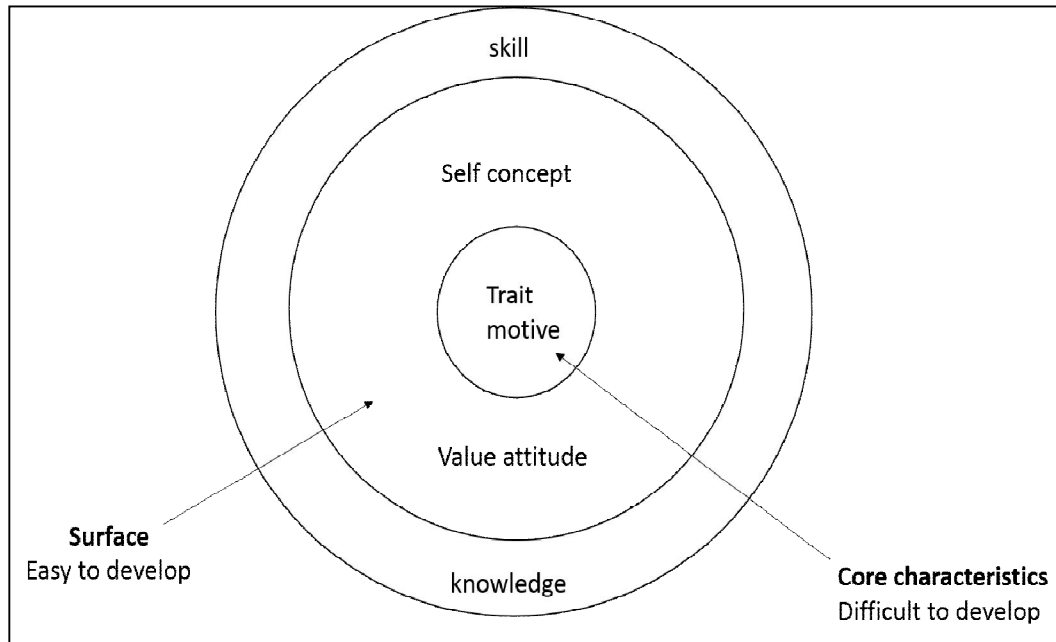 skill
Self concept
Trait
motive
Value attitude
Surface
Easy to develop
knowledge
Core characteristics
Difficult to develop